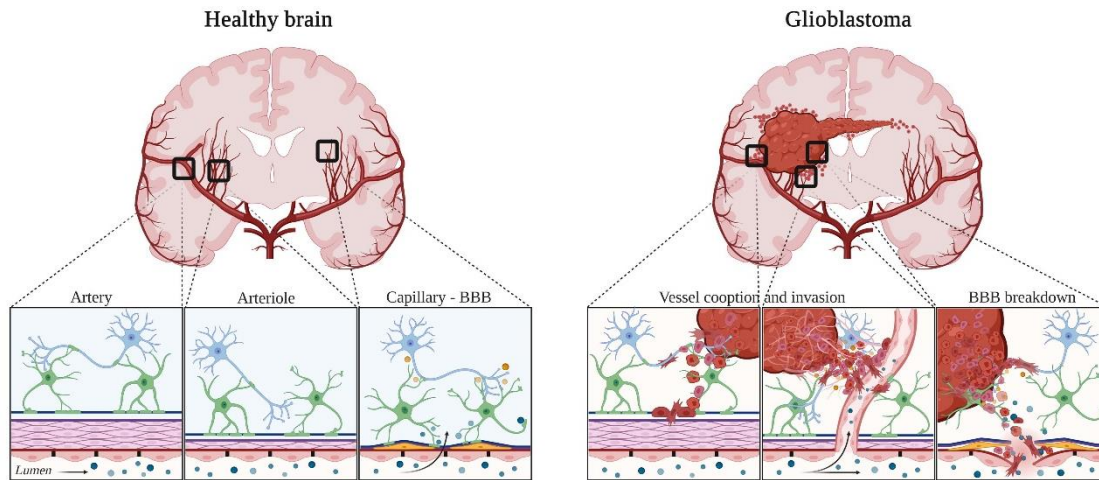 Healthy brain
Glioblastoma
Artery
Arteriole
Capillary - BBB
Vessel cooption and invasion
BBB breakdown
Lumen